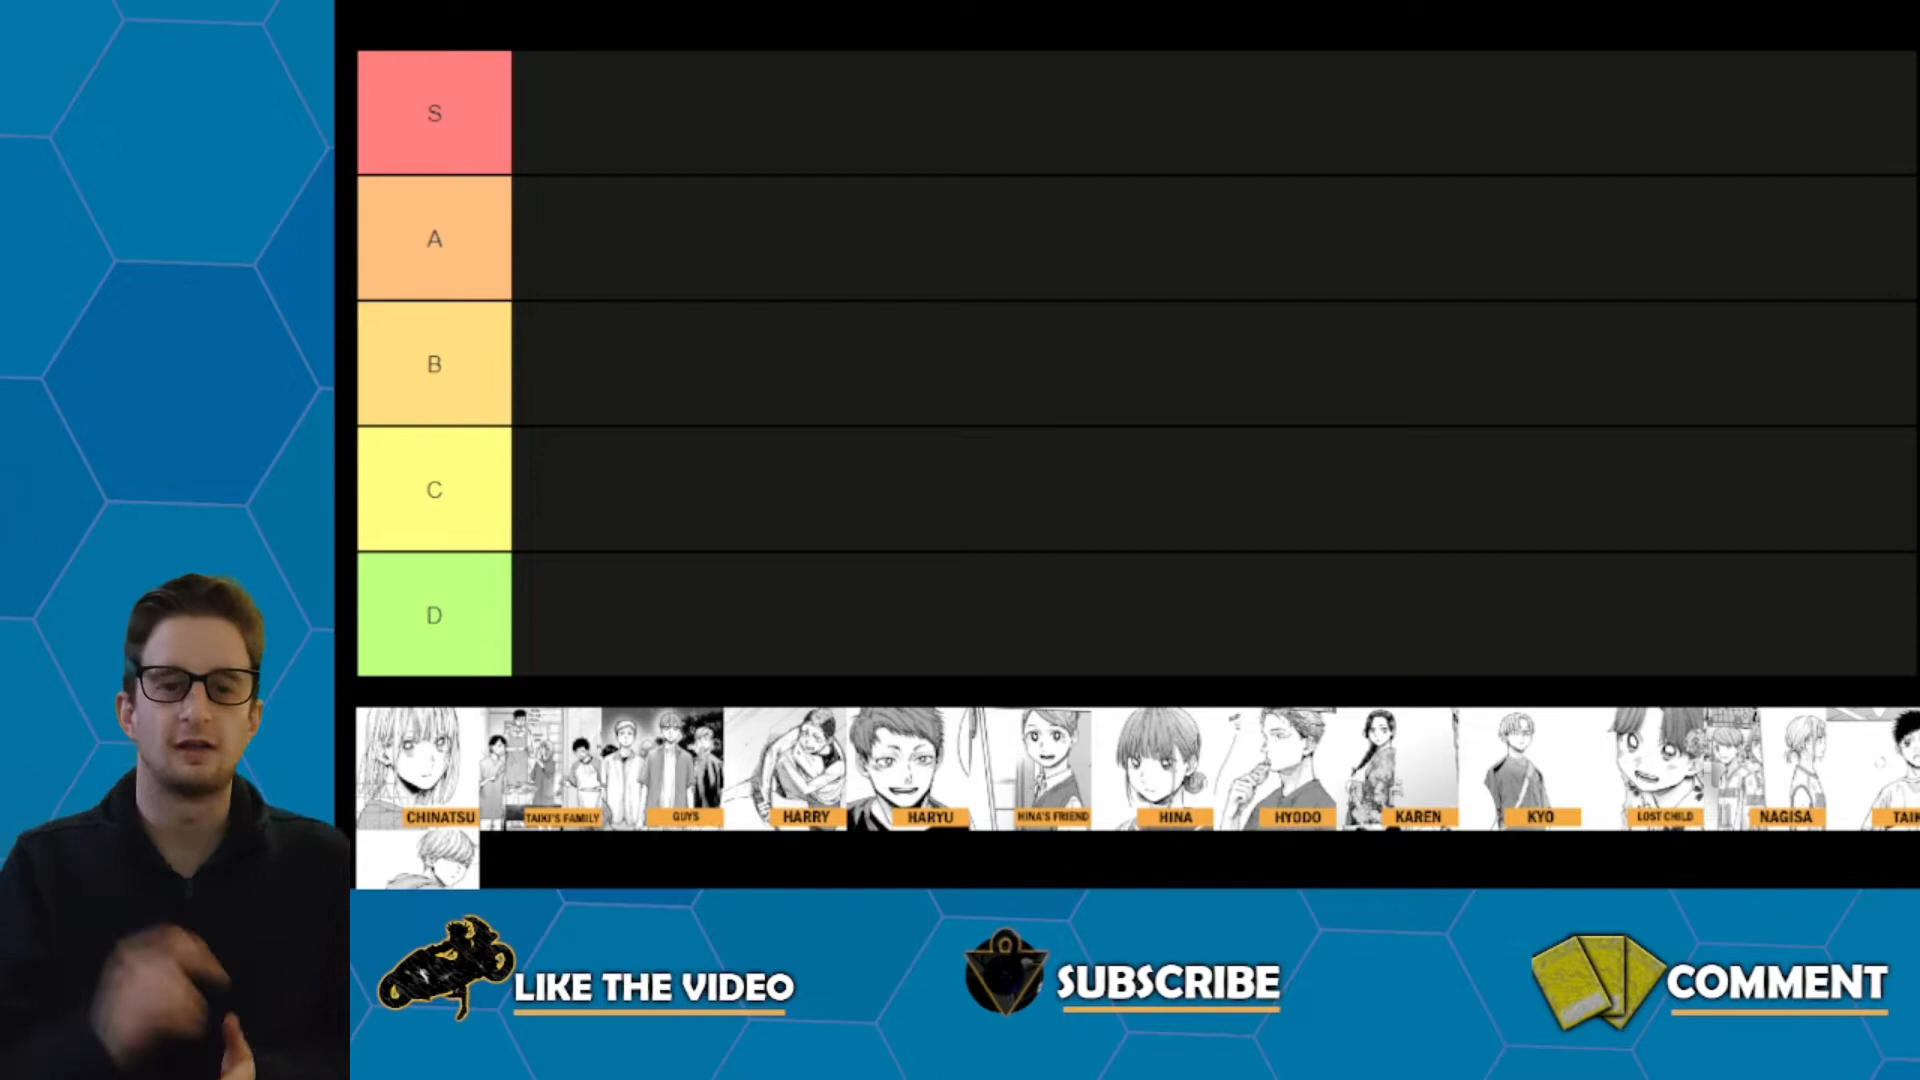 S
A
B
C
D
CHINATSU
TAIKI'S FAMILY
GUYS
HARRY
HARYU
HINA'S FRIEND
HINA
HYODO
KAREN
KYO
LOST CHILD
NAGISA
TAIK
LIKE THE VIDEO
SUBSCRIBE
COMMENT